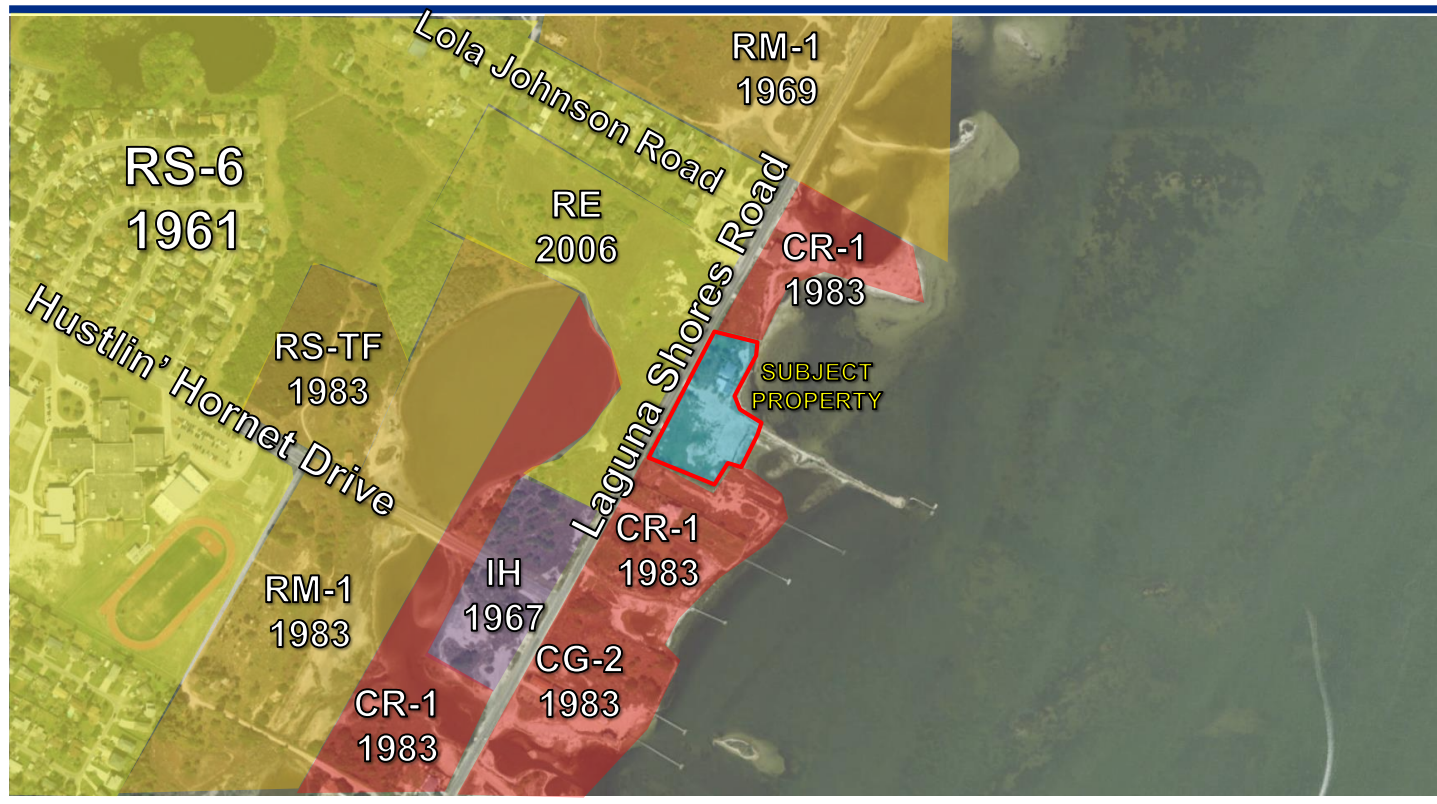 Lola Johnson Road
RM-1
1969
RS-6
1961
RE
2006
Laguna Shores Road
CR-1
1983
Hustlin' Hornet Drive
RS-TF
1983
SUBJECT
PROPERTY
CR-1
1983
IH
1967
RM-1
1983
CG-2
1983
CR-1
1983